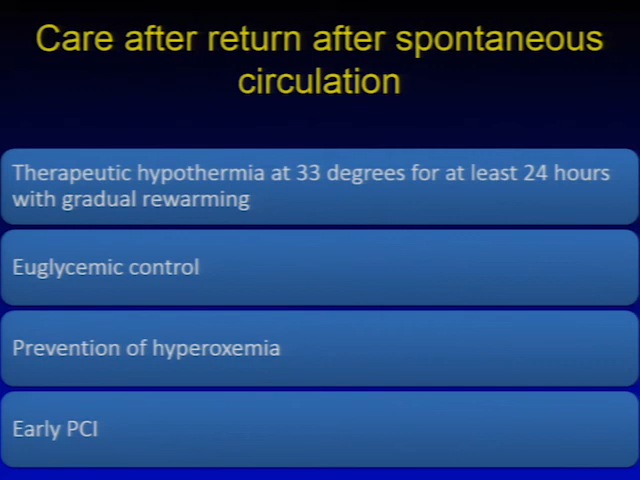 Care after return after spontaneous
circulation
Therapeutic hypothermia at 33 degrees for at least 24 hours
with gradual rewarming
Euglycemic control
Prevention of hyperoxemia
Early PCI